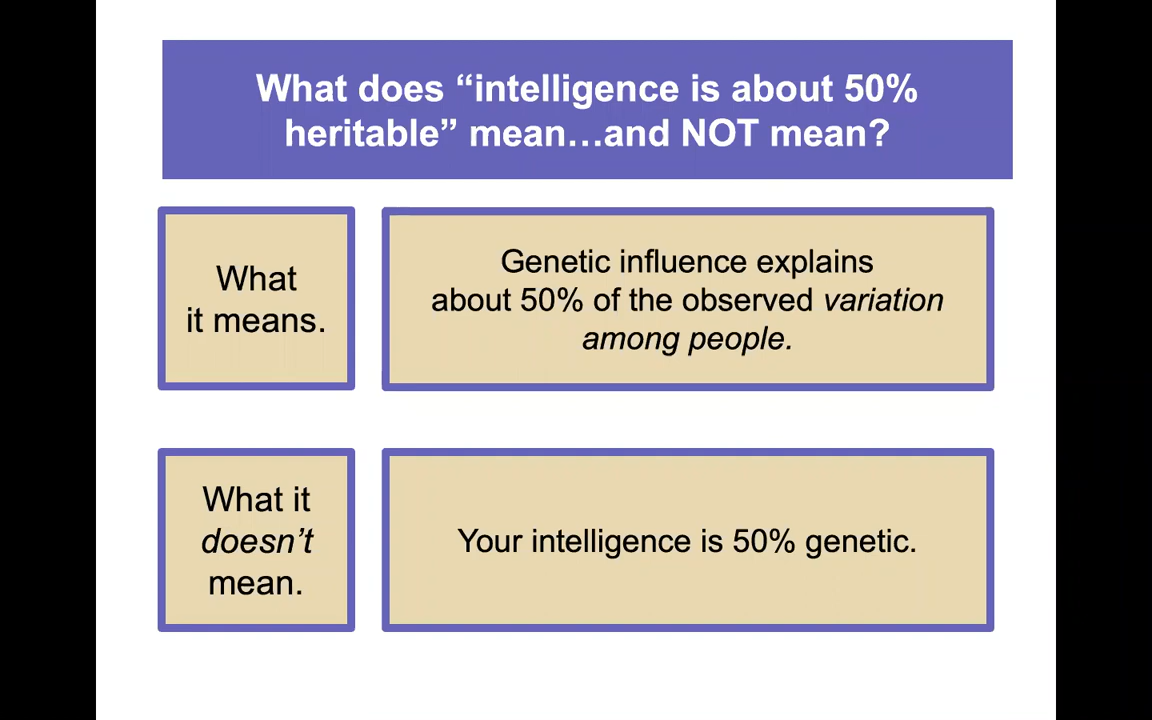 What does “intelligence is about 50%
heritable” mean…and NOT mean?
What
it means.
Genetic influence explains
about 50% of the observed variation
among people.
What it
doesn’t
mean.
Your intelligence is 50% genetic.